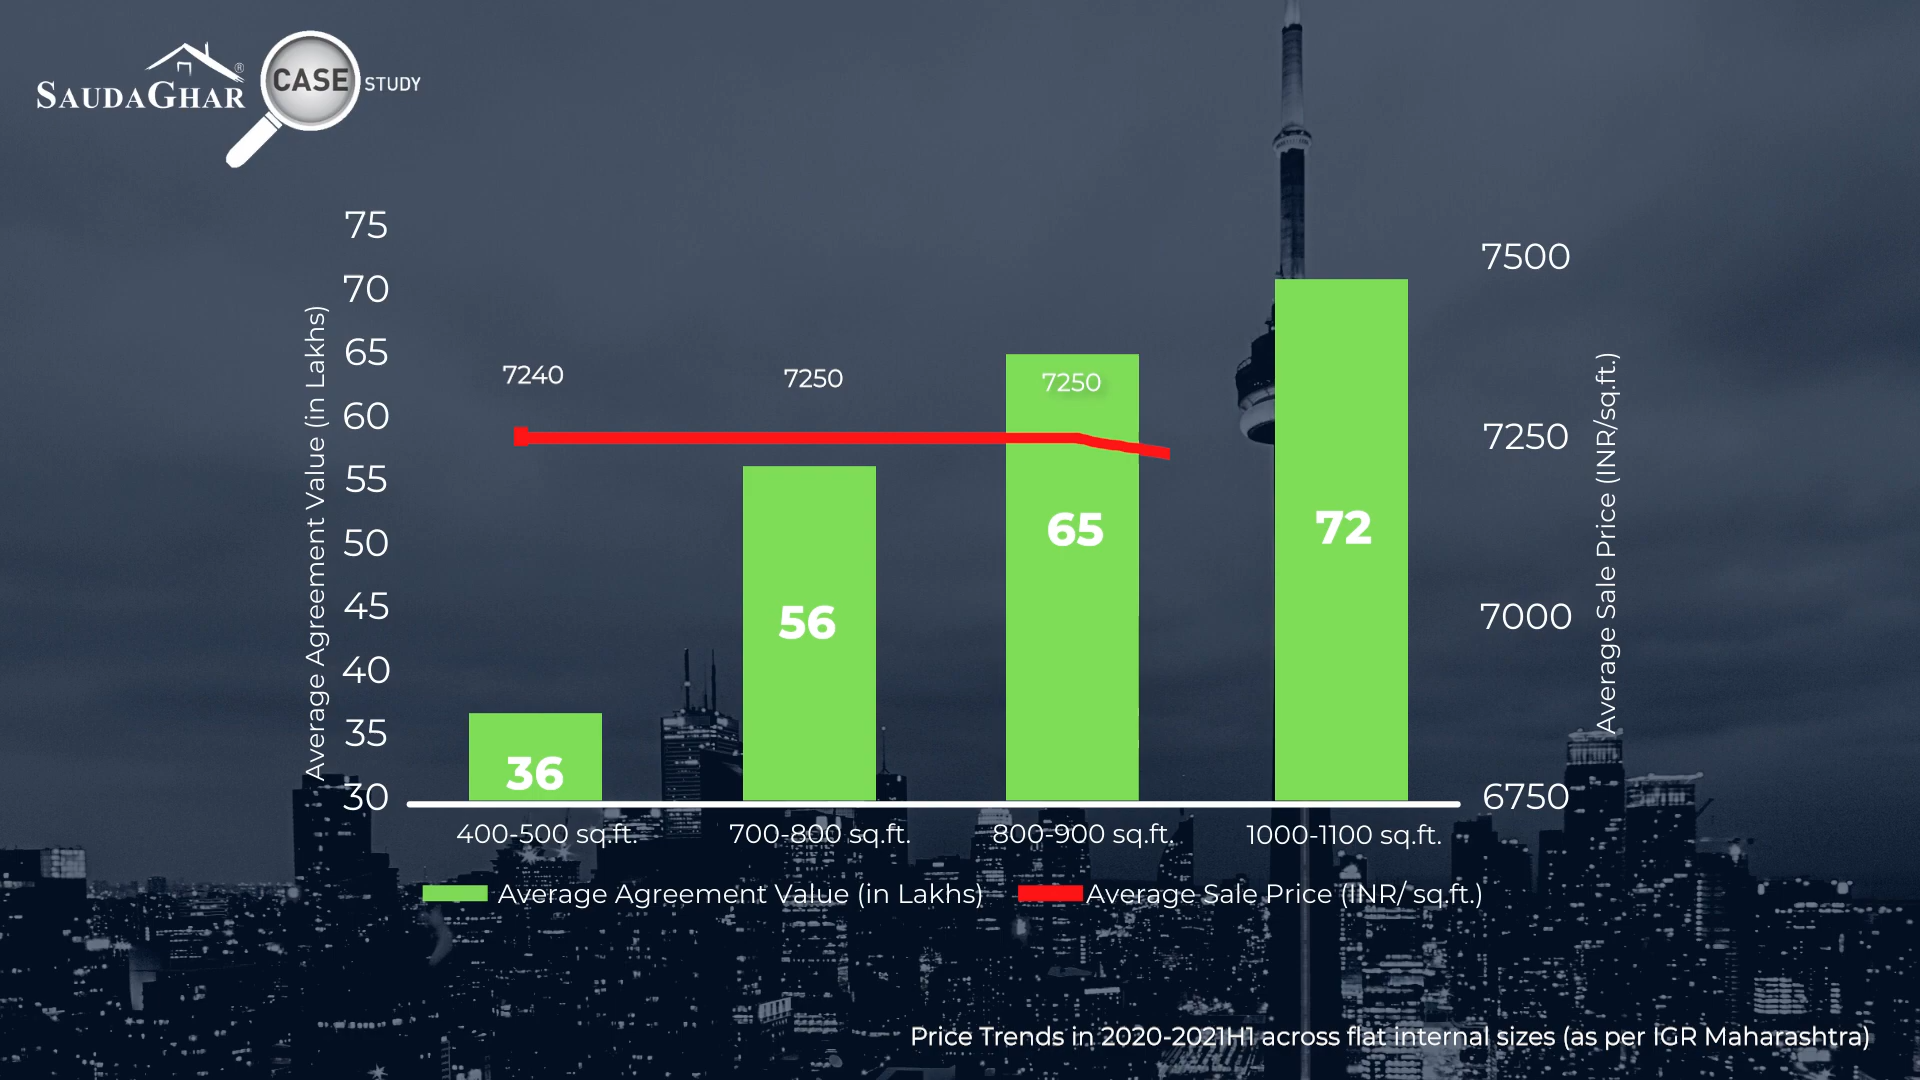 SAUDAGHAR®
CASE STUDY
75
70
65
60
55
50
45
40
35
30
Average Agreement Value (in Lakhs)
7240
7250
7250
36
56
65
72
7500
7250
7000
6750
Average Sale Price (INR/sq.ft.)
400-500 sq.ft.
700-800 sq.ft.
800-900 sq.ft.
1000-1100 sq.ft.
Average Agreement Value (in Lakhs)
Average Sale Price (INR/ sq.ft.)
Price Trends in 2020-2021H1 across flat internal sizes (as per IGR Maharashtra)